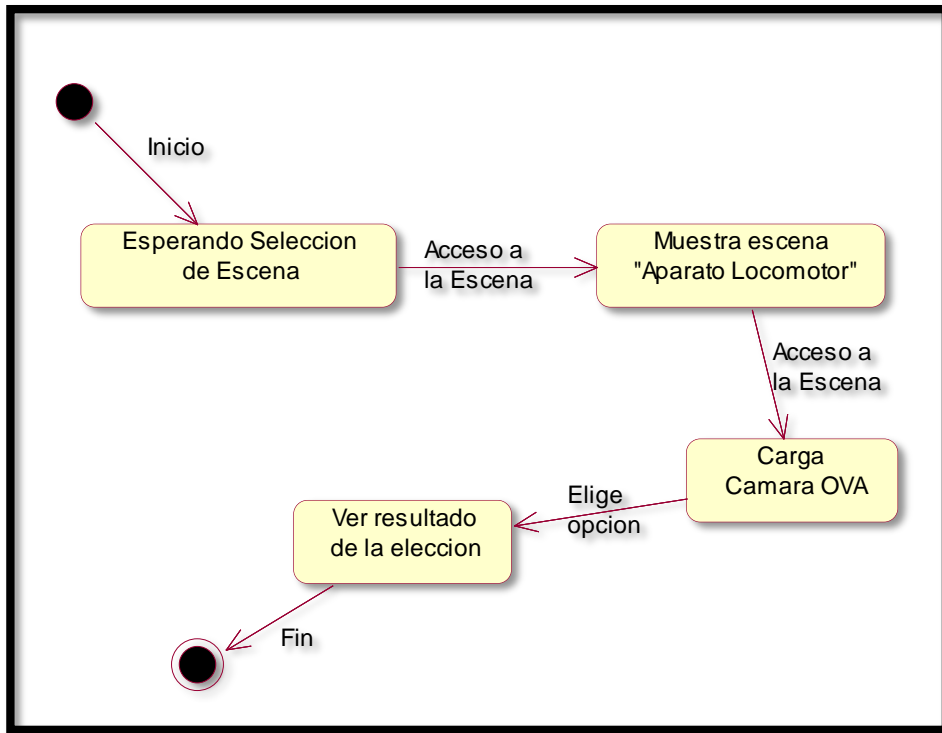 Inicio
Esperando Seleccion
de Escena
Acceso a
la Escena
Muestra escena
"Aparato Locomotor"
Acceso a
la Escena
Carga
Camara OVA
Elige
opcion
Ver resultado
de la eleccion
Fin